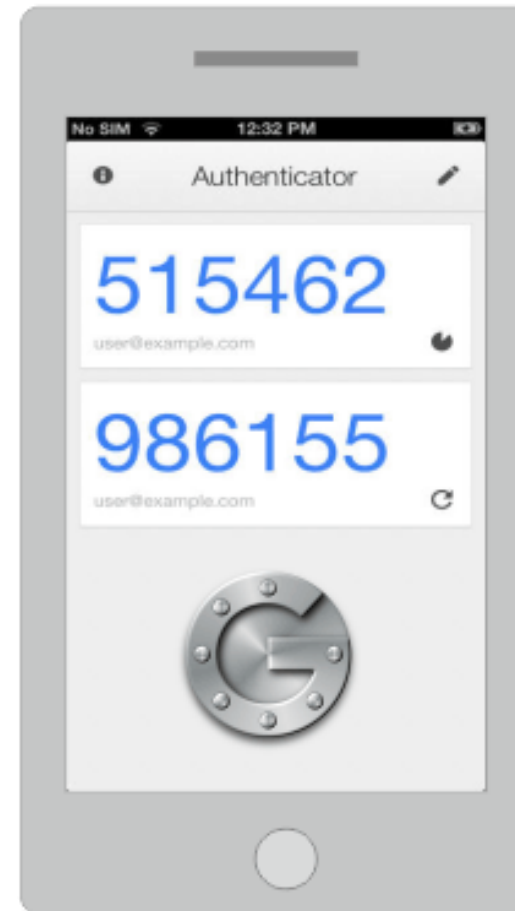 No SIM 12:32 PM
Authenticator
515462
user@example.com
986155
user@example.com